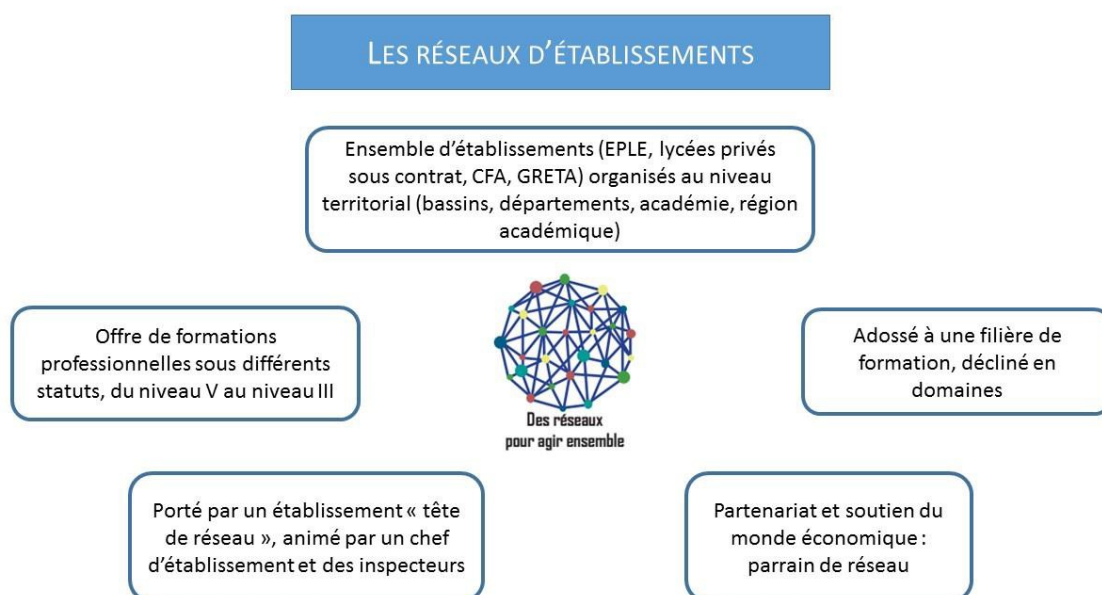 LES RÉSEAUX D'ÉTABLISSEMENTS
Ensemble d'établissements (EPLE, lycées privés
sous contrat, CFA, GRETA) organisés au niveau
territorial (bassins, départements, académie, région
académique)
Offre de formations
professionnelles sous différents
statuts, du niveau V au niveau III
Adossé à une filière de
formation, décliné en
domaines
Des réseaux
pour agir ensemble
Porté par un établissement « tête
de réseau », animé par un chef
d'établissement et des inspecteurs
Partenariat et soutien du
monde économique :
parrain de réseau